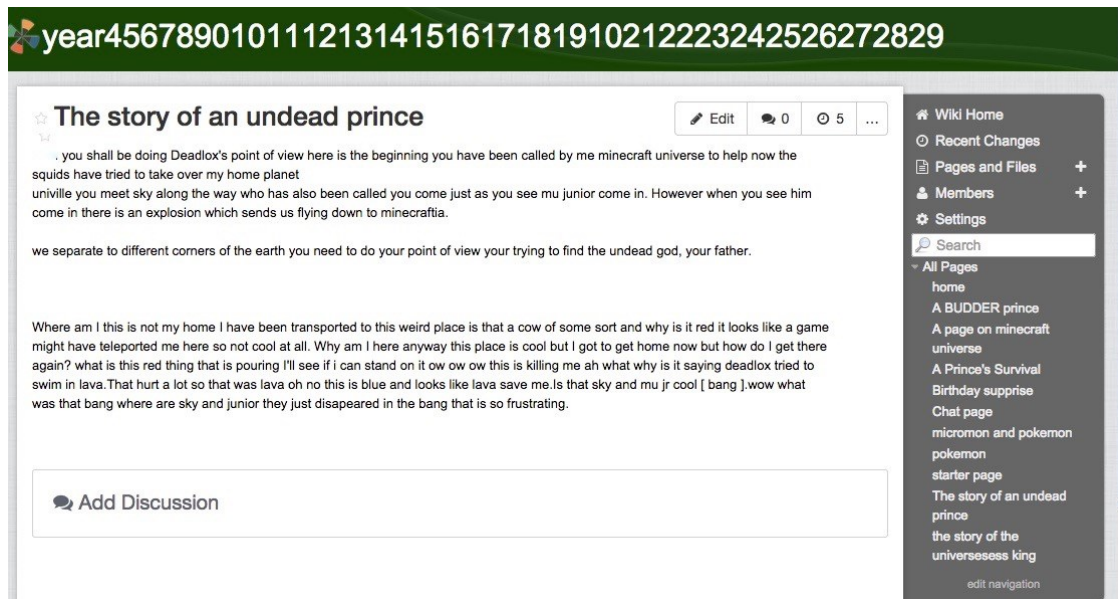 year45678901011121314151617181910212223242526272829
The story of an undead prince
Edit
0
5
...
. you shall be doing Deadlox's point of view here is the beginning you have been called by me minecraft universe to help now the
squids have tried to take over my home planet
univille you meet sky along the way who has also been called you come just as you see mu junior come in. However when you see him
come in there is an explosion which sends us flying down to minecraftia.
we separate to different corners of the earth you need to do your point of view your trying to find the undead god, your father.
Where am I this is not my home I have been transported to this weird place is that a cow of some sort and why is it red it looks like a game
might have teleported me here so not cool at all. Why am I here anyway this place is cool but I got to get home now but how do I get there
again? what is this red thing that is pouring I'll see if i can stand on it ow ow ow this is killing me ah what why is it saying deadlox tried to
swim in lava.That hurt a lot so that was lava oh no this is blue and looks like lava save me.Is that sky and mu jr cool [ bang ].wow what
was that bang where are sky and junior they just disapeared in the bang that is so frustrating.
Add Discussion
Wiki Home
Recent Changes
Pages and Files +
Members +
Settings
Search
All Pages
home
A BUDDER prince
A page on minecraft
universe
A Prince's Survival
Birthday supprise
Chat page
micromon and pokemon
pokemon
starter page
The story of an undead
prince
the story of the
universesess king
edit navigation